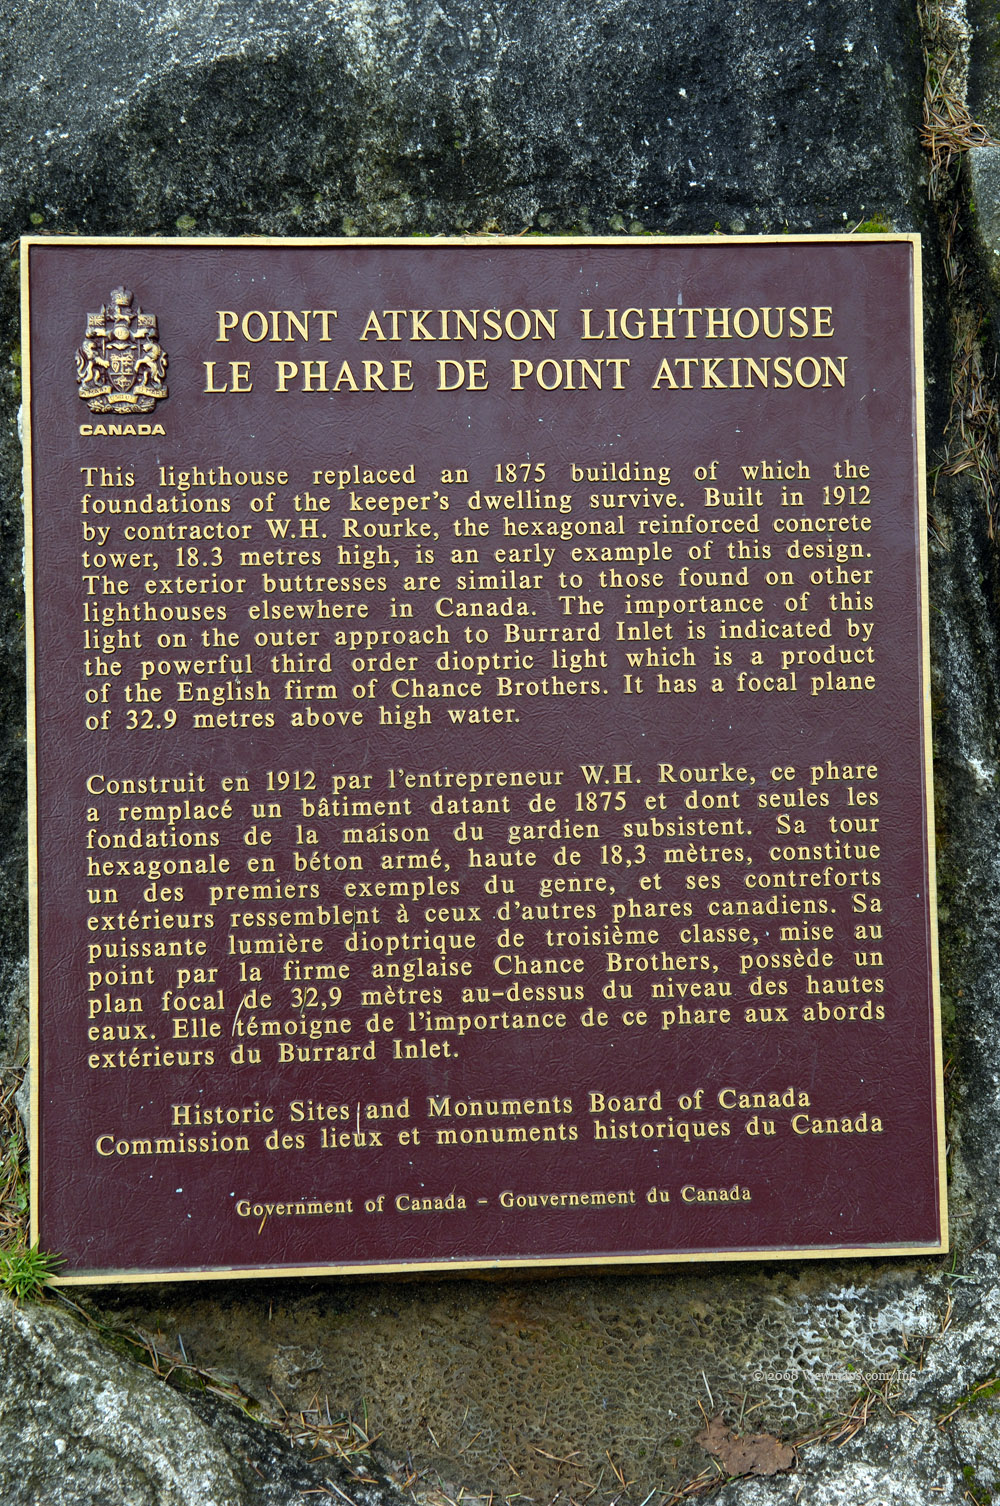 POINT ATKINSON LIGHTHOUSE
LE PHARE DE POINT ATKINSON
CANADA
This lighthouse replaced an 1875 building of which the
foundations of the keeper's dwelling survive. Built in 1912
by contractor W.H. Rourke, the hexagonal reinforced concrete
tower, 18.3 metres high, is an early example of this design.
The exterior buttresses are similar to those found on other
lighthouses elsewhere in Canada. The importance of this
light on the outer approach to Burrard Inlet is indicated by
the powerful third order dioptric light which is a product
of the English firm of Chance Brothers. It has a focal plane
of 32.9 metres above high water.
Construit en 1912 par l'entrepreneur W.H. Rourke, ce phare
a remplacé un bâtiment datant de 1875 et dont seules les
fondations de la maison du gardien subsistent. Sa tour
hexagonale en béton armé, haute de 18,3 mètres, constitue
un des premiers exemples du genre, et ses contreforts
extérieurs ressemblent à ceux d'autres phares canadiens. Sa
puissante lumière dioptrique de troisième classe, mise au
point par la firme anglaise Chance Brothers, possède un
plan focal de 32,9 mètres au-dessus du niveau des hautes
eaux. Elle témoigne de l'importance de ce phare aux abords
extérieurs du Burrard Inlet.
Historic Sites and Monuments Board of Canada
Commission des lieux et monuments historiques du Canada
Government of Canada - Gouvernement du Canada
© 2008 Viewmaps.com, Inc